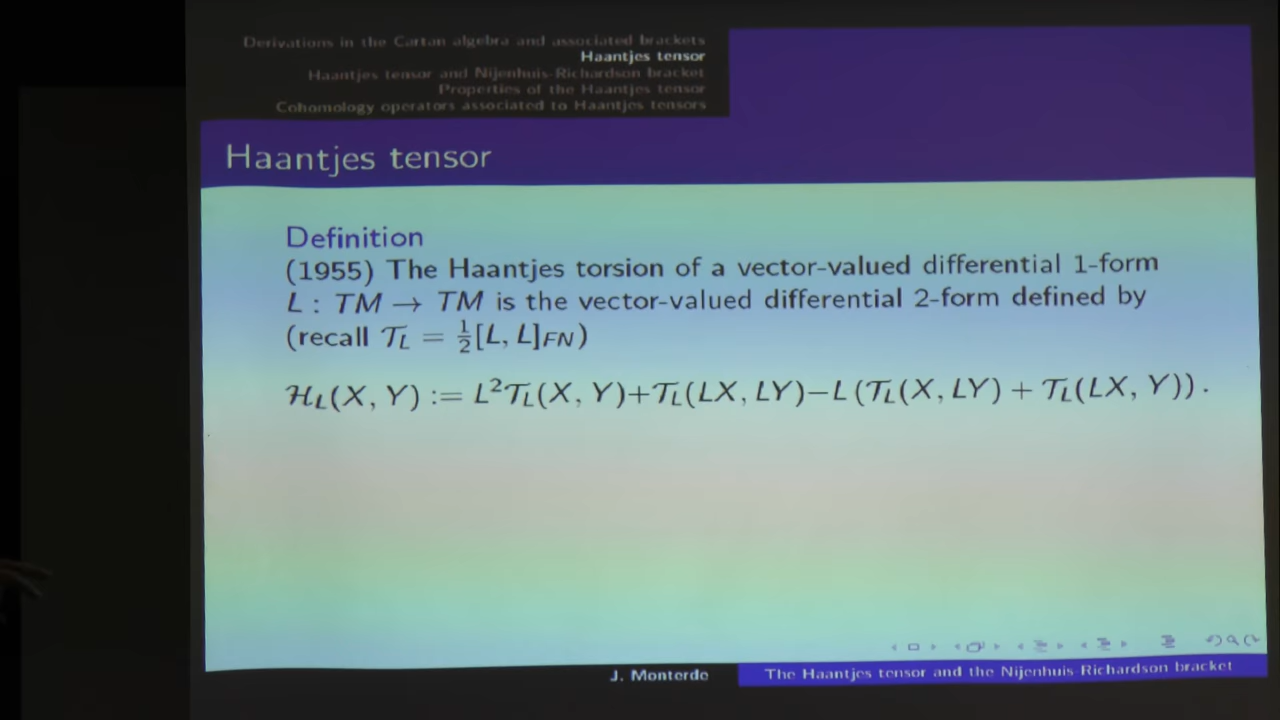 Derivations in the Cartan algebra and associated brackets
Haantjes tensor
Haantjes tensor and Nijenhuis-Richardson bracket
Properties of the Haantjes tensor
Cohomology operators associated to Haantjes tensors
Haantjes tensor
Definition
(1955) The Haantjes torsion of a vector-valued differential 1-form
L : TM → TM is the vector-valued differential 2-form defined by
(recall 𝒯_L = ½[L, L]_FN)
ℋ_L(X, Y) := L²𝒯_L(X, Y)+𝒯_L(LX, LY)−L (𝒯_L(X, LY) + 𝒯_L(LX, Y)) .
J. Monterde
The Haantjes tensor and the Nijenhuis-Richardson bracket